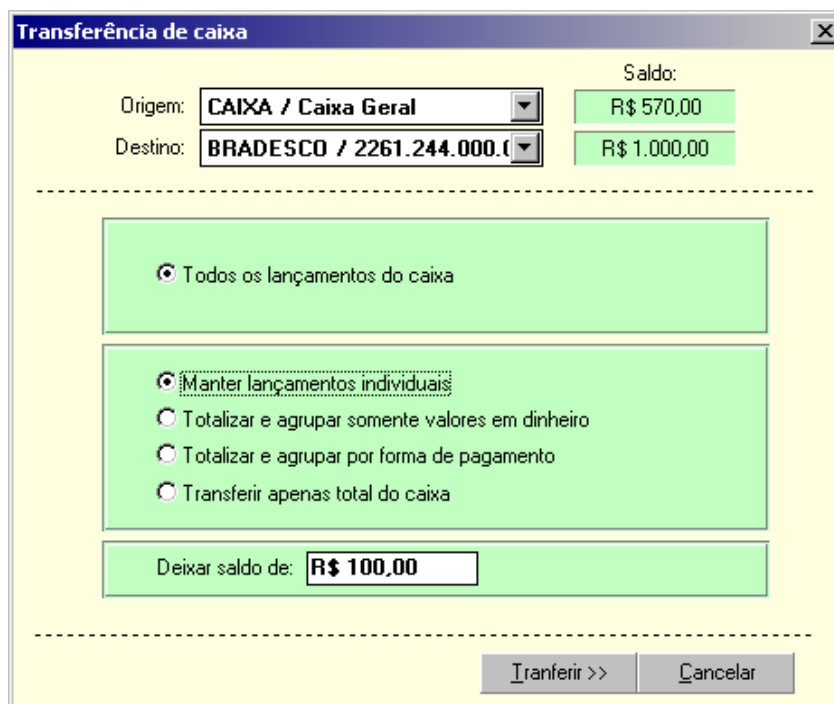 Transferência de caixa
Saldo:
Origem: CAIXA / Caixa Geral R$ 570,00
Destino: BRADESCO / 2261.244.000.( R$ 1.000,00
Todos os lançamentos do caixa
Manter lançamentos individuais
Totalizar e agrupar somente valores em dinheiro
Totalizar e agrupar por forma de pagamento
Transferir apenas total do caixa
Deixar saldo de: R$ 100,00
Tranferir >> Cancelar